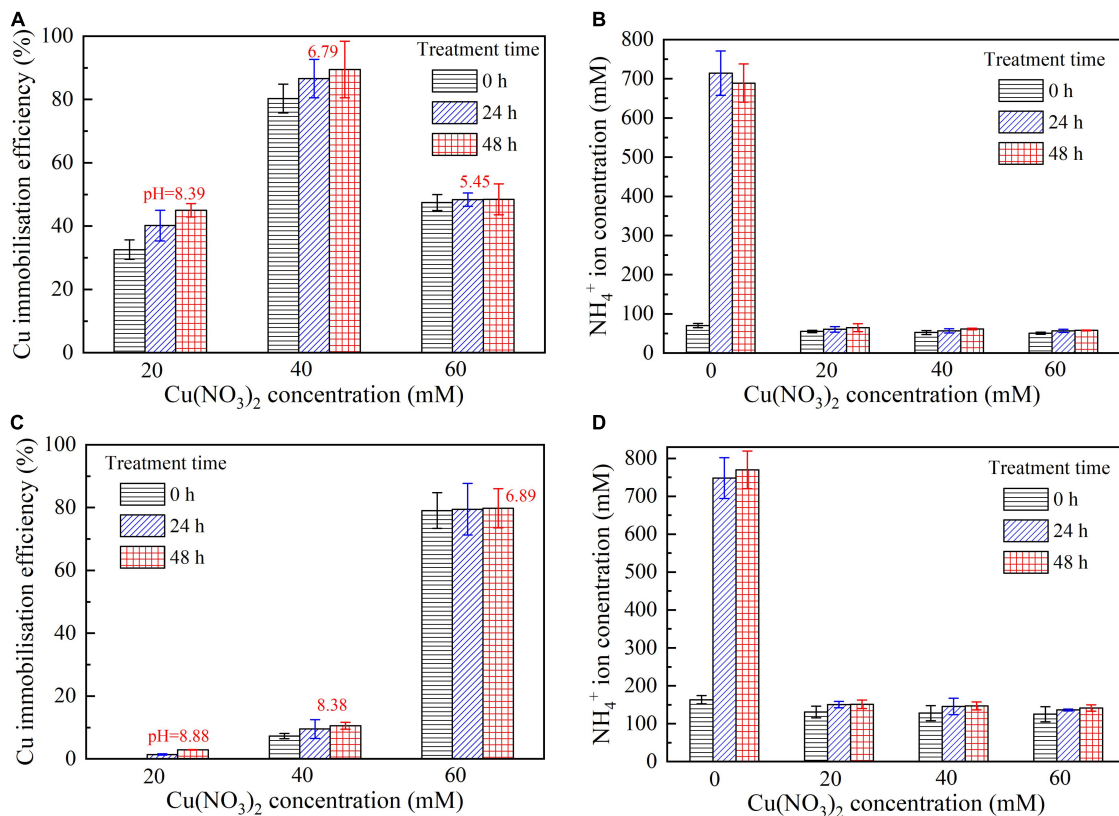 A
Cu immobilisation efficiency (%)
100
80
60
40
20
0
Treatment time
0 h
24 h
48 h
pH=8.39
6.79
5.45
20
40
60
Cu(NO3)2 concentration (mM)
B
NH4+ ion conentration (mM)
800
700
600
500
400
300
200
100
0
Treatment time
0 h
24 h
48 h
0
20
40
60
Cu(NO3)2 concentration (mM)
C
Cu immobilisation efficiency (%)
100
80
60
40
20
0
Treatment time
0 h
24 h
48 h
pH=8.88
8.38
6.89
20
40
60
Cu(NO3)2 concentration (mM)
D
NH4+ ion conentration (mM)
800
700
600
500
400
300
200
100
0
Treatment time
0 h
24 h
48 h
0
20
40
60
Cu(NO3)2 concentration (mM)